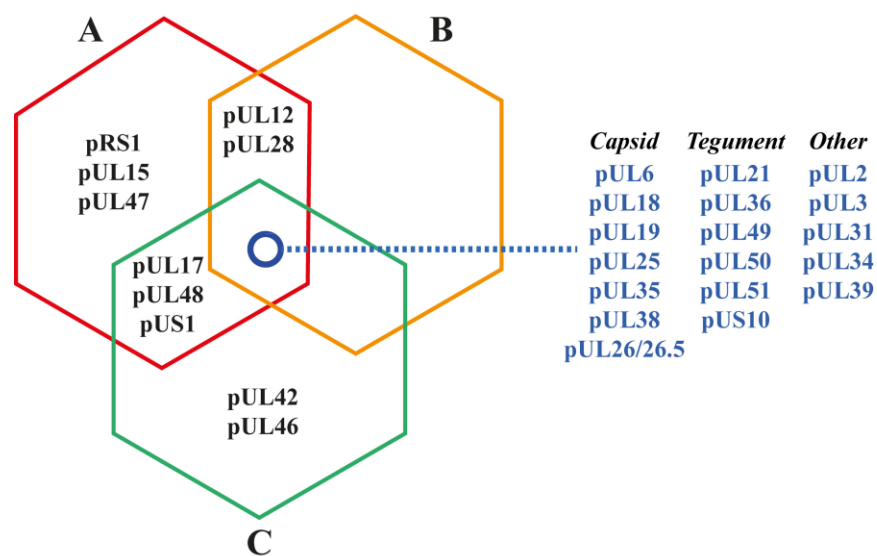 A
B
pRS1
pUL15
pUL47
pUL12
pUL28
pUL17
pUL48
pUS1
pUL42
pUL46
C
Capsid Tegument Other
pUL6 pUL21 pUL2
pUL18 pUL36 pUL3
pUL19 pUL49 pUL31
pUL25 pUL50 pUL34
pUL35 pUL51 pUL39
pUL38 pUS10
pUL26/26.5